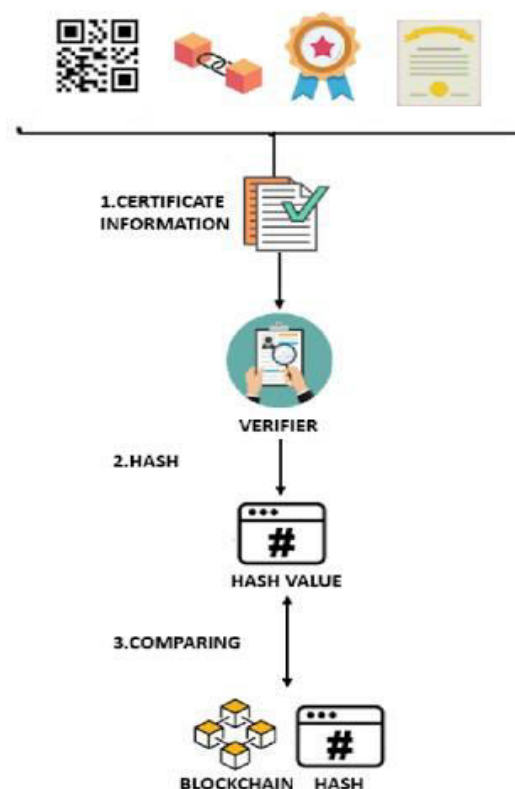 1.CERTIFICATE
INFORMATION
VERIFIER
2.HASH
#
HASH VALUE
3.COMPARING
#
BLOCKCHAIN HASH